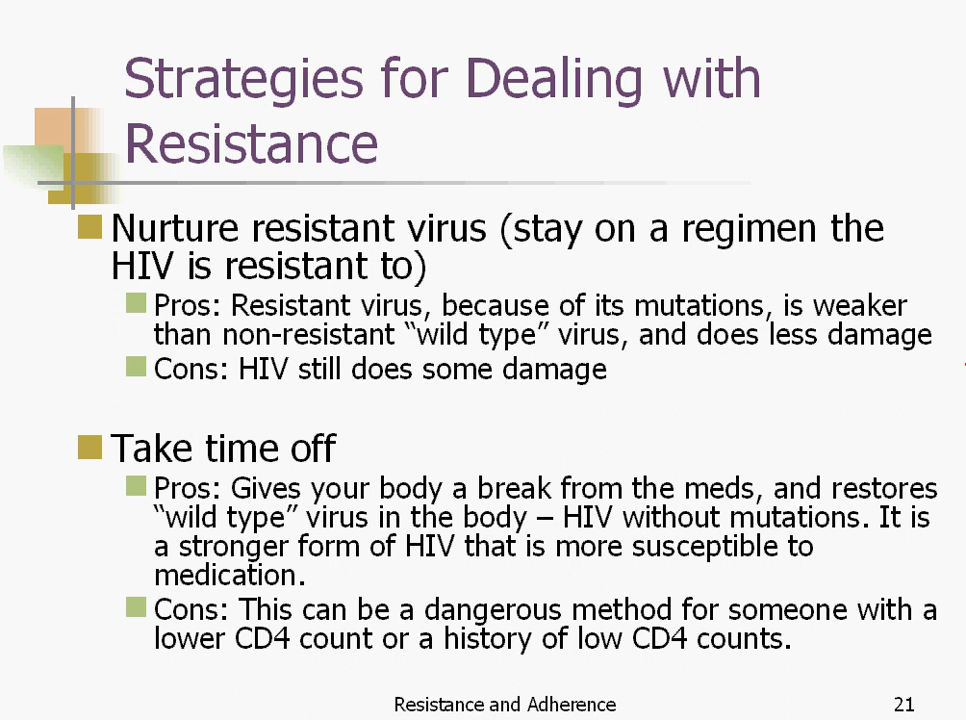 Strategies for Dealing with
Resistance
Nurture resistant virus (stay on a regimen the
HIV is resistant to)
Pros: Resistant virus, because of its mutations, is weaker
than non-resistant “wild type” virus, and does less damage
Cons: HIV still does some damage
Take time off
Pros: Gives your body a break from the meds, and restores
“wild type” virus in the body – HIV without mutations. It is
a stronger form of HIV that is more susceptible to
medication.
Cons: This can be a dangerous method for someone with a
lower CD4 count or a history of low CD4 counts.
Resistance and Adherence
21